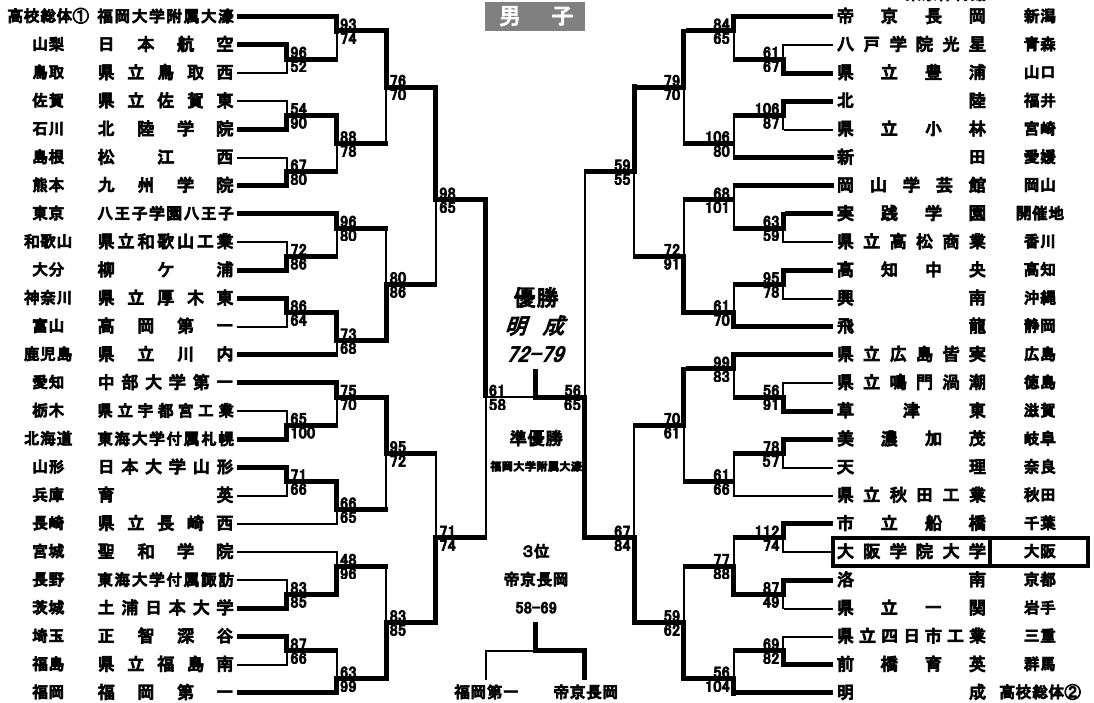 男 子
高校総体① 福岡大学附属大濠
山梨 日本航空
鳥取 県立鳥取西
佐賀 県立佐賀東
石川 北陸学院
島根 松江西
熊本 九州学院
東京 八王子学園八王子
和歌山 県立和歌山工業
大分 柳ケ浦
神奈川 県立厚木東
富山 高岡第一
鹿児島 県立川内
愛知 中部大学第一
栃木 県立宇都宮工業
北海道 東海大学付属札幌
山形 日本大学山形
兵庫 育英
長崎 県立長崎西
宮城 聖和学院
長野 東海大学付属諏訪
茨城 土浦日本大学
埼玉 正智深谷
福島 県立福島南
福岡 福岡第一
93
74
96
52
54
90
67
80
88
78
76
70
96
80
72
86
86
64
73
68
80
86
98
65
75
70
65
100
71
66
66
65
95
72
48
96
83
85
87
66
63
99
83
85
71
74
61
58
優勝
明 成
72-79
準優勝
福岡大学附属大濠
3位
帝京長岡
58-69
福岡第一 帝京長岡
56
65
59
55
67
84
79
70
72
91
70
61
59
62
84
65
61
67
106
87
106
80
68
101
63
59
95
78
61
70
99
83
56
91
78
57
61
66
112
74
77
88
87
49
69
82
56
104
帝京長岡 新潟
八戸学院光星 青森
県立豊浦 山口
北陸 福井
県立小林 宮崎
新田 愛媛
岡山学芸館 岡山
実践学園 開催地
県立高松商業 香川
高知中央 高知
興南 沖縄
飛龍 静岡
県立広島皆実 広島
県立鳴門渦潮 徳島
草津東 滋賀
美濃加茂 岐阜
天理 奈良
県立秋田工業 秋田
市立船橋 千葉
大阪学院大学 大阪
洛南 京都
県立一関 岩手
県立四日市工業 三重
前橋育英 群馬
明成 高校総体②